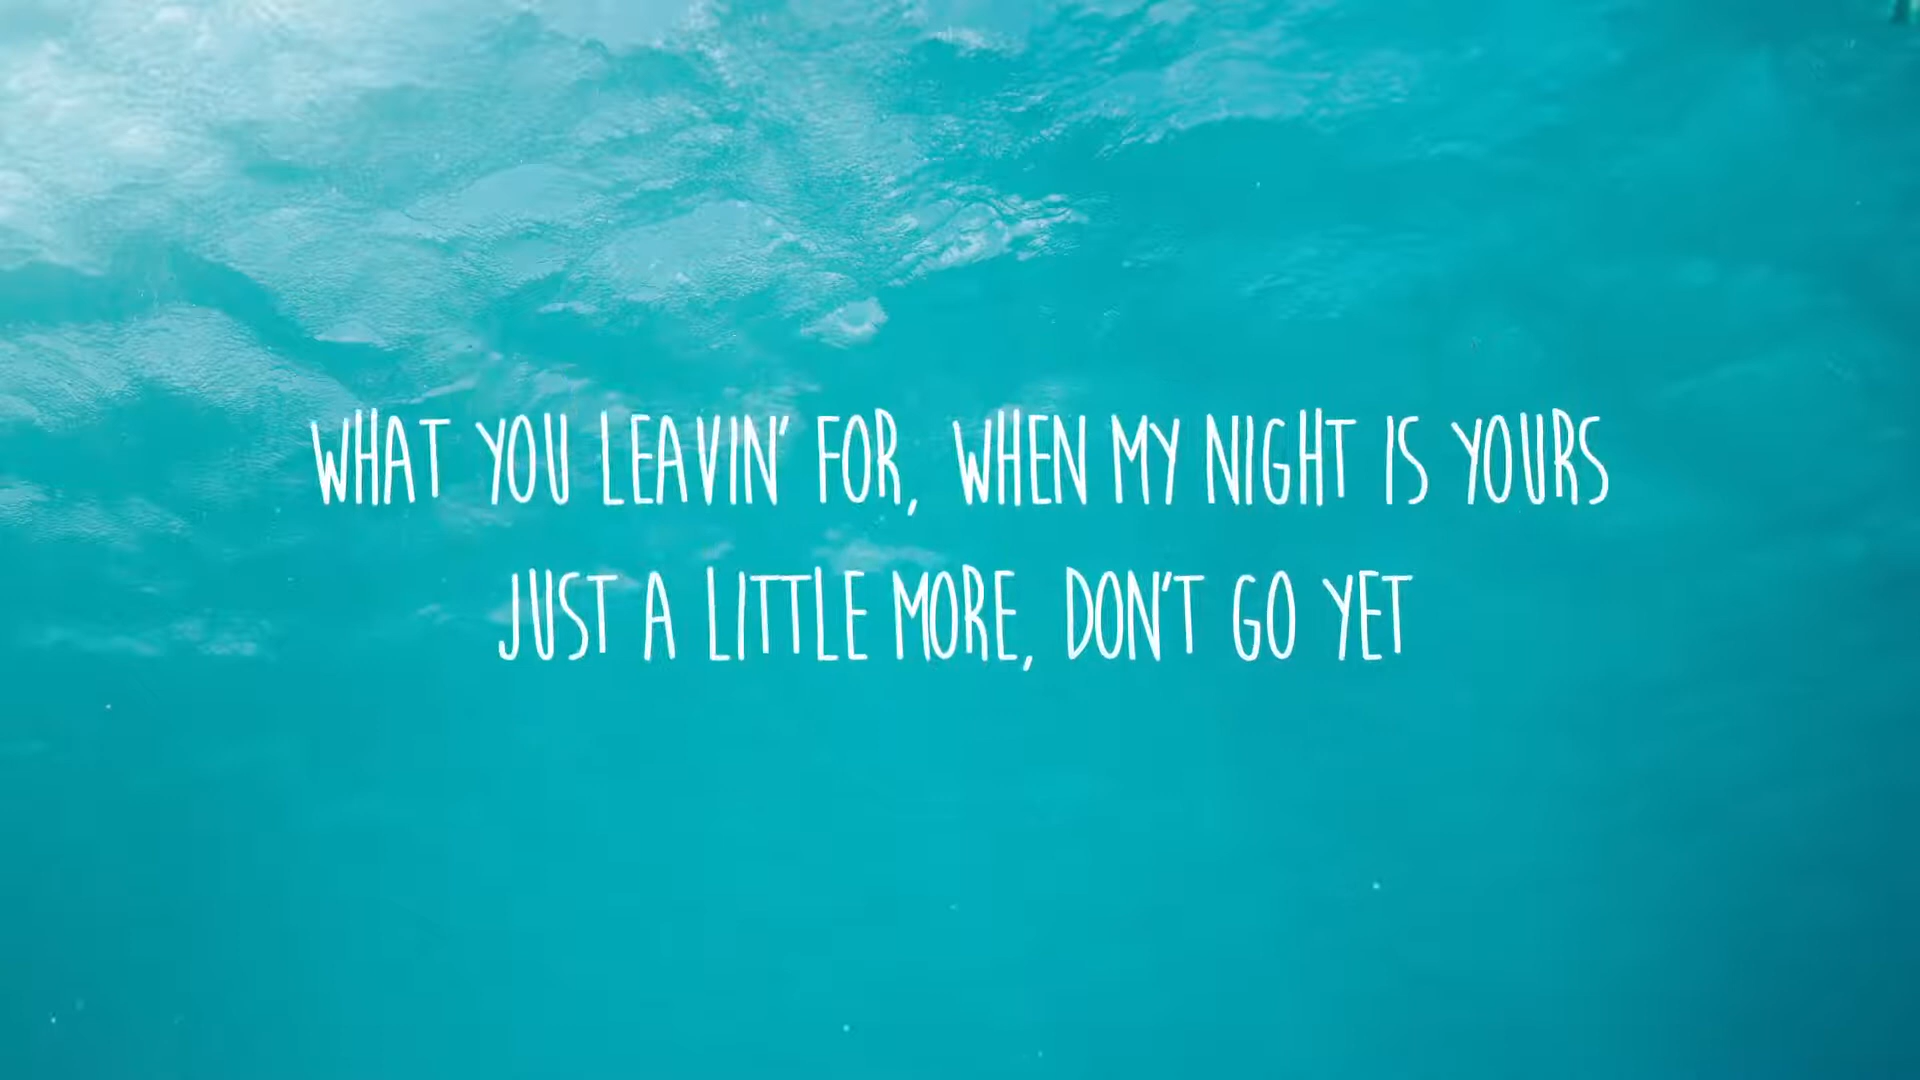 WHAT YOU LEAVIN' FOR, WHEN MY NIGHT IS YOURS
JUST A LITTLE MORE, DON'T GO YET